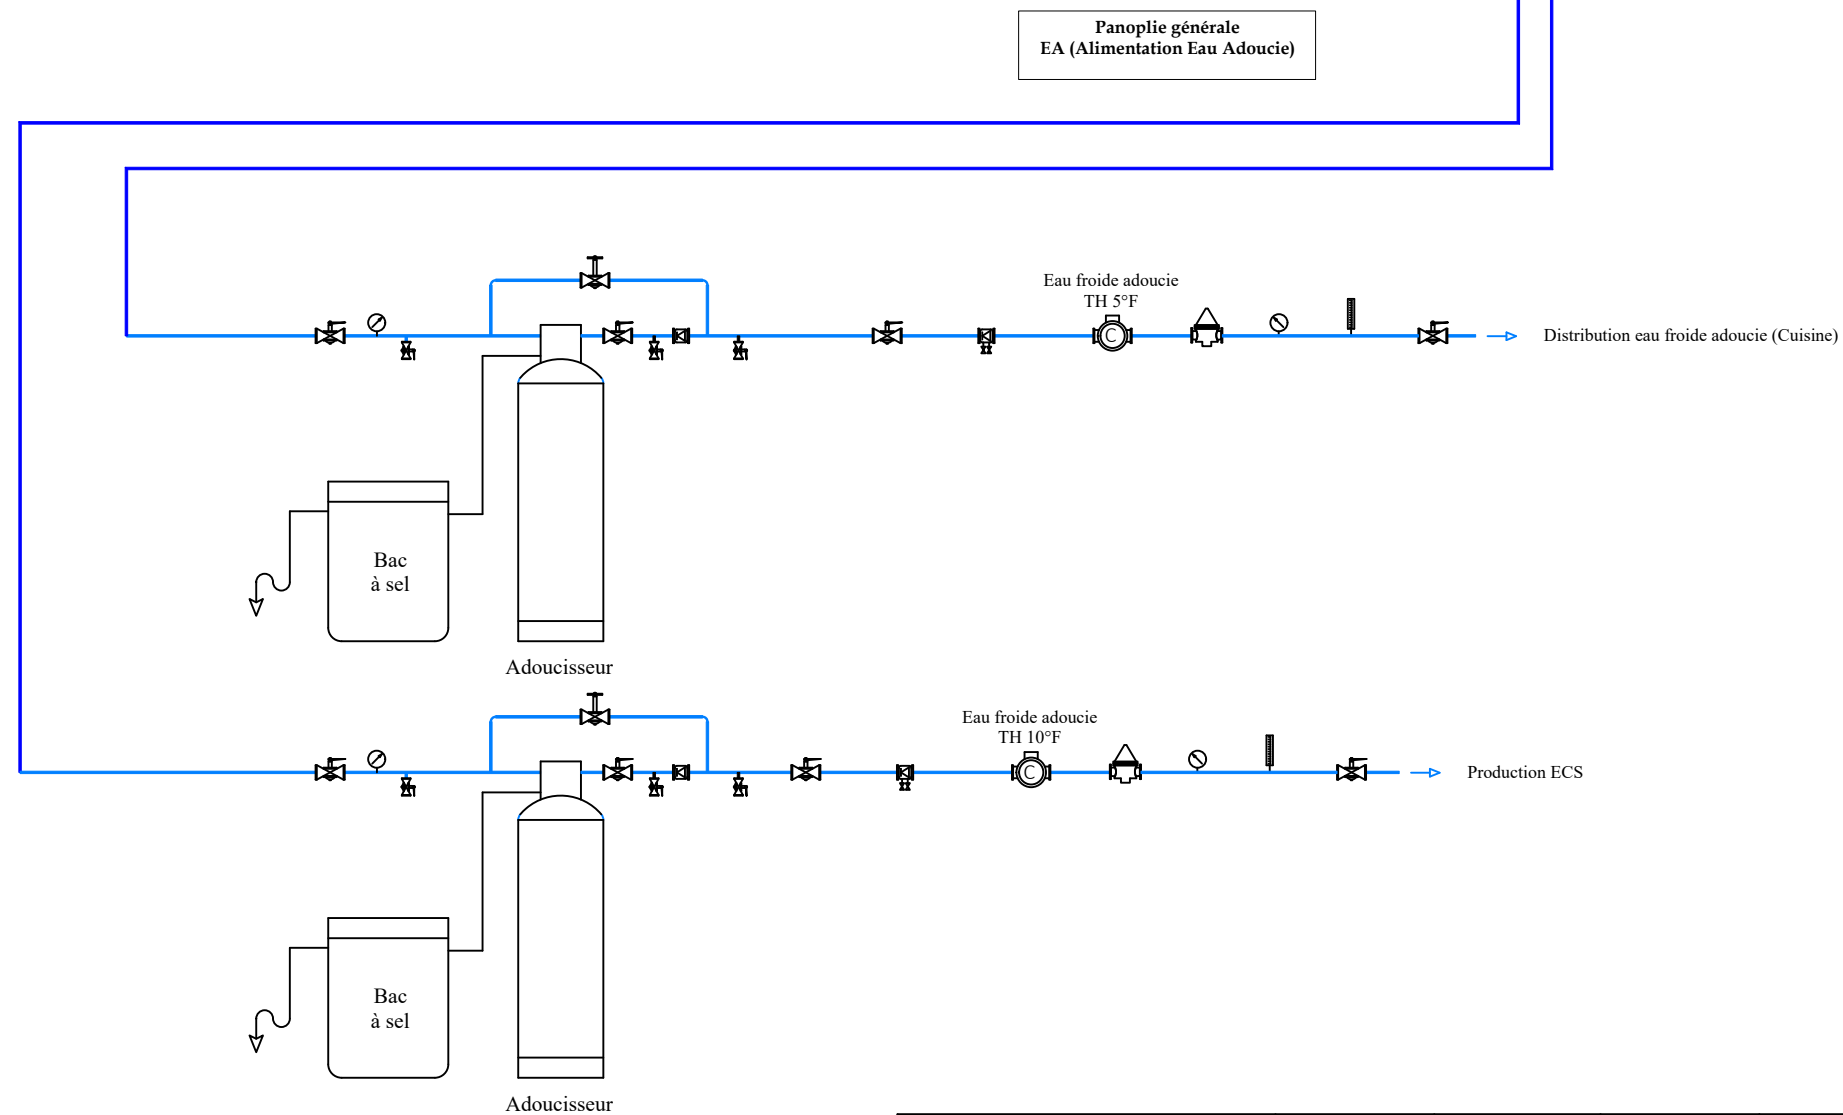 Panoplie générale
EA (Alimentation Eau Adoucie)
Eau froide adoucie
TH 5°F
C
Distribution eau froide adoucie (Cuisine)
Bac
à sel
Adoucisseur
Eau froide adoucie
TH 10°F
C
Production ECS
Bac
à sel
Adoucisseur